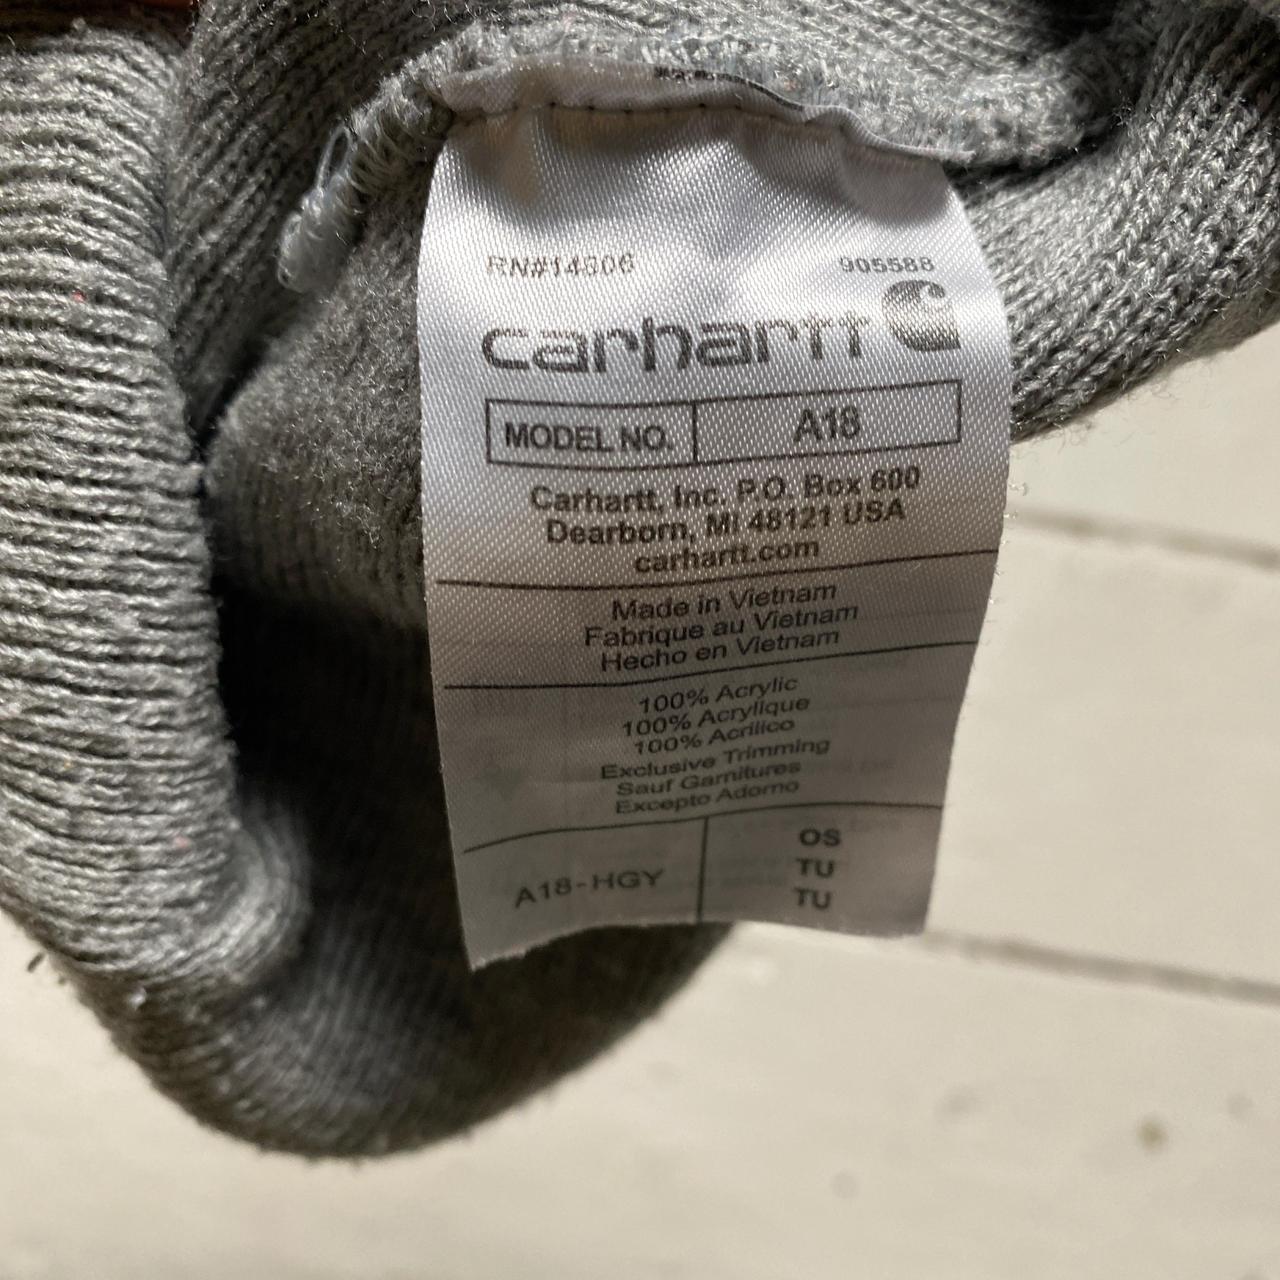 RN#14806 905588
carhartt
MODEL NO. A18
Carhartt, Inc. P.O. Box 600
Dearborn, MI 48121 USA
carhartt.com
Made in Vietnam
Fabrique au Vietnam
Hecho en Vietnam
100% Acrylic
100% Acrylique
100% Acrilico
Exclusive Trimming
Sauf Garnitures
Excepto Adorno
A18-HGY OS
TU
TU